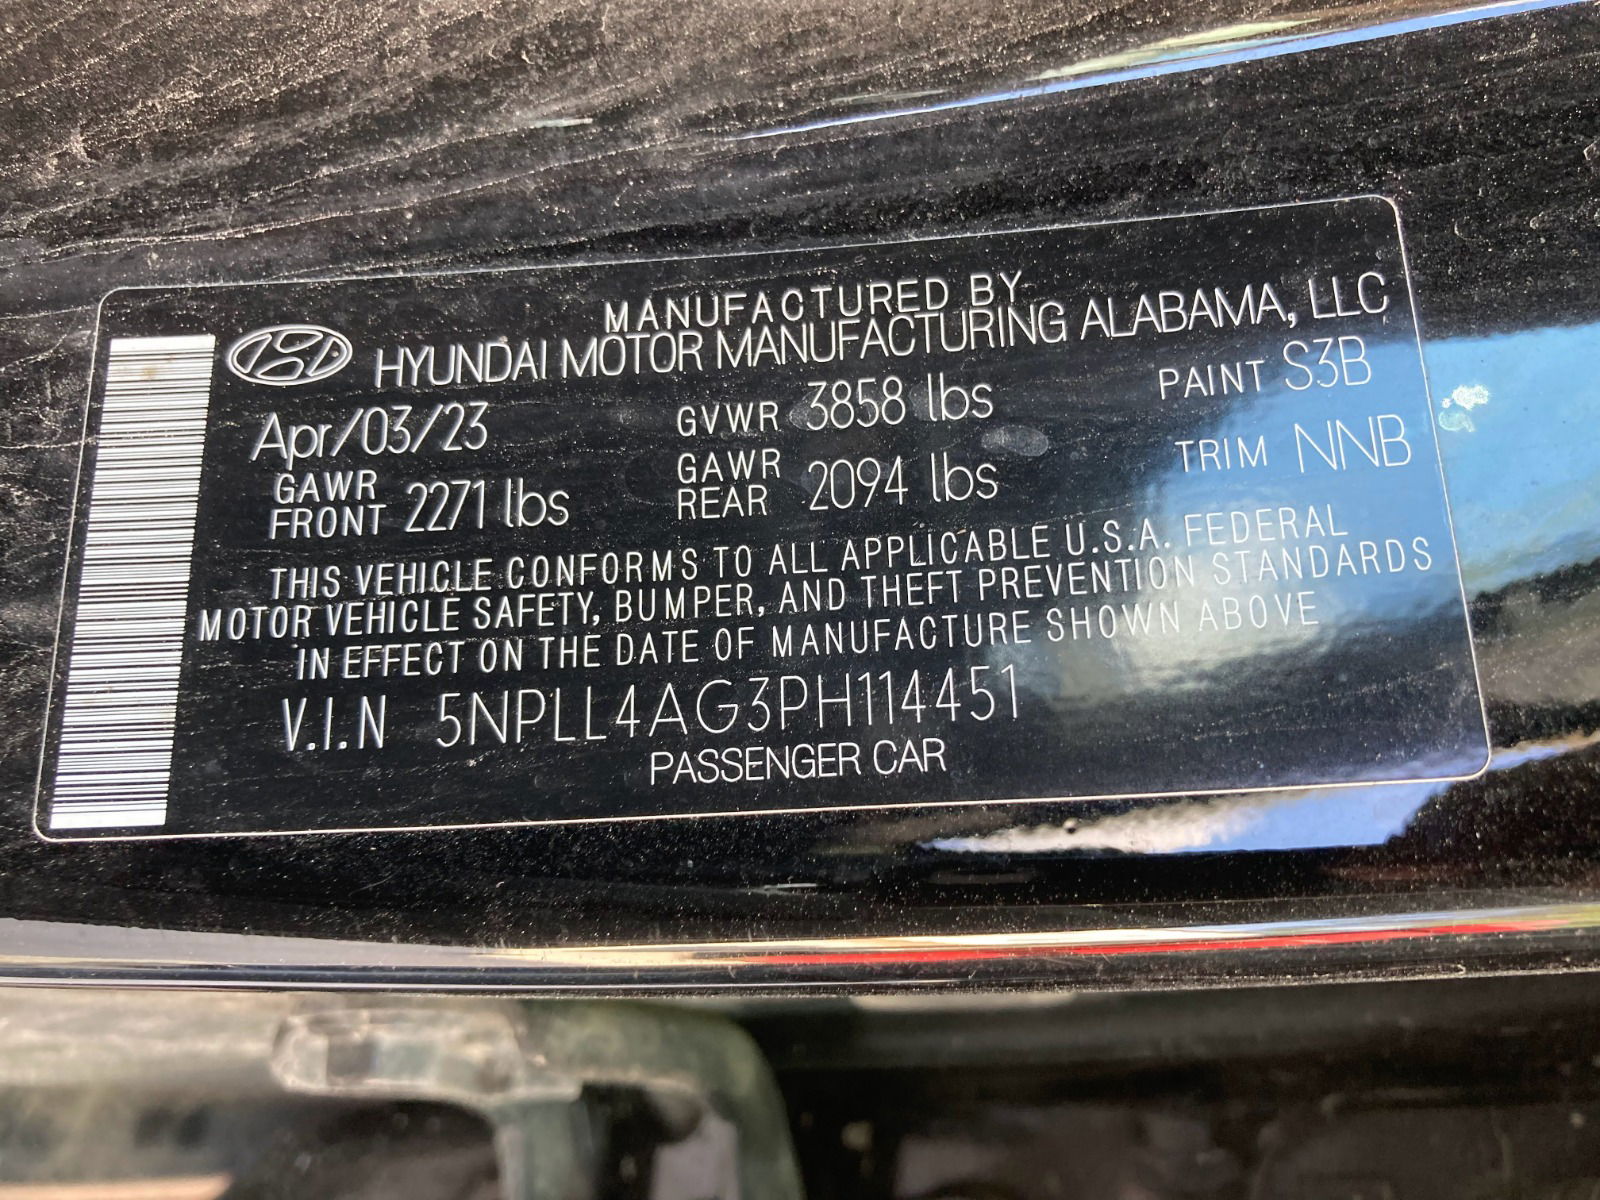 MANUFACTURED BY
HYUNDAI MOTOR MANUFACTURING ALABAMA, LLC
Apr/03/23 GVWR 3858 lbs PAINT S3B
GAWR FRONT 2271 lbs GAWR REAR 2094 lbs TRIM NNB
THIS VEHICLE CONFORMS TO ALL APPLICABLE U.S.A. FEDERAL
MOTOR VEHICLE SAFETY, BUMPER, AND THEFT PREVENTION STANDARDS
IN EFFECT ON THE DATE OF MANUFACTURE SHOWN ABOVE
V.I.N 5NPLL4AG3PH114451
PASSENGER CAR